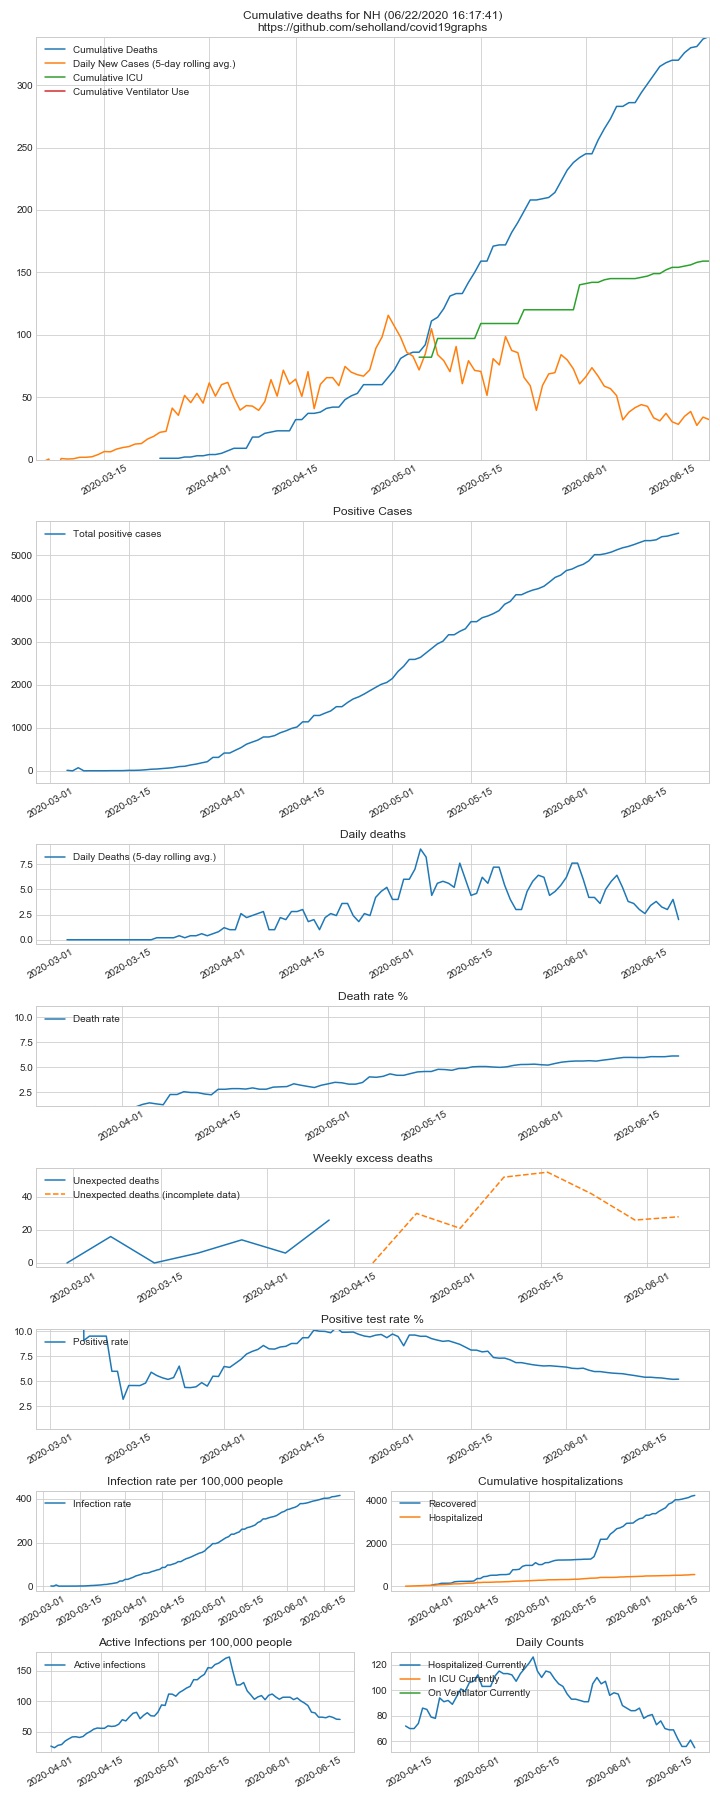 Cumulative deaths for NH (06/22/2020 16:17:41)
https://github.com/seholland/covid19graphs
Cumulative Deaths
Daily New Cases (5-day rolling avg.)
Cumulative ICU
Cumulative Ventilator Use
300
250
200
150
100
50
0
2020-03-15 2020-04-01 2020-04-15 2020-05-01 2020-05-15 2020-06-01 2020-06-15
Positive Cases
Total positive cases
5000
4000
3000
2000
1000
0
2020-03-01 2020-03-15 2020-04-01 2020-04-15 2020-05-01 2020-05-15 2020-06-01 2020-06-15
Daily deaths
Daily Deaths (5-day rolling avg.)
7.5
5.0
2.5
0.0
2020-03-01 2020-03-15 2020-04-01 2020-04-15 2020-05-01 2020-05-15 2020-06-01 2020-06-15
Death rate %
Death rate
10.0
7.5
5.0
2.5
2020-04-01 2020-04-15 2020-05-01 2020-05-15 2020-06-01 2020-06-15
Weekly excess deaths
Unexpected deaths
Unexpected deaths (incomplete data)
40
20
0
2020-03-01 2020-03-15 2020-04-01 2020-04-15 2020-05-01 2020-05-15 2020-06-01
Positive test rate %
Positive rate
10.0
7.5
5.0
2.5
2020-03-01 2020-03-15 2020-04-01 2020-04-15 2020-05-01 2020-05-15 2020-06-01 2020-06-15
Infection rate per 100,000 people
Infection rate
400
200
0
2020-03-01 2020-03-15 2020-04-01 2020-04-15 2020-05-01 2020-05-15 2020-06-01 2020-06-15
Cumulative hospitalizations
Recovered
Hospitalized
4000
2000
0
2020-04-01 2020-04-15 2020-05-01 2020-05-15 2020-06-01 2020-06-15
Active Infections per 100,000 people
Active infections
150
100
50
2020-04-01 2020-04-15 2020-05-01 2020-05-15 2020-06-01 2020-06-15
Daily Counts
Hospitalized Currently
In ICU Currently
On Ventilator Currently
120
100
80
60
2020-04-15 2020-05-01 2020-05-15 2020-06-01 2020-06-15